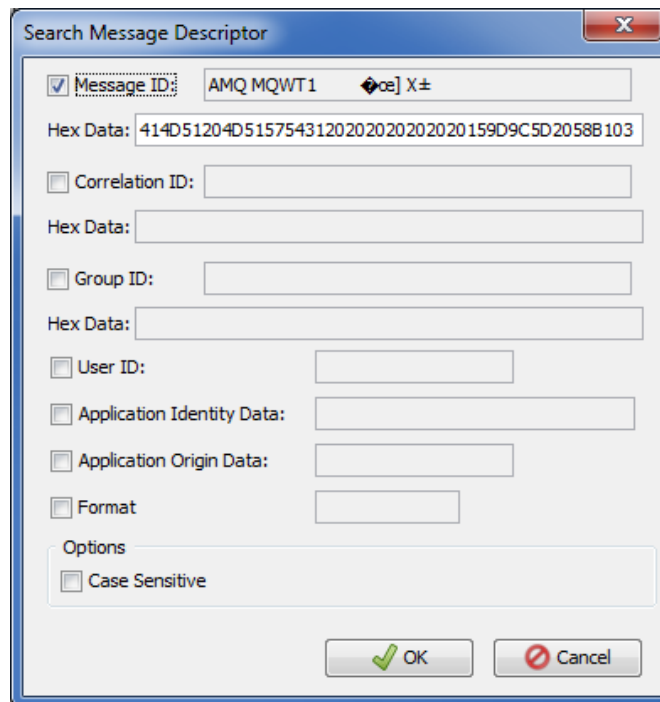 Search Message Descriptor
Message ID: AMQ MQWT1 �œ] X±
Hex Data: 414D51204D5157543120202020202020159D9C5D2058B103
Correlation ID:
Hex Data:
Group ID:
Hex Data:
User ID:
Application Identity Data:
Application Origin Data:
Format
Options
Case Sensitive
OK Cancel